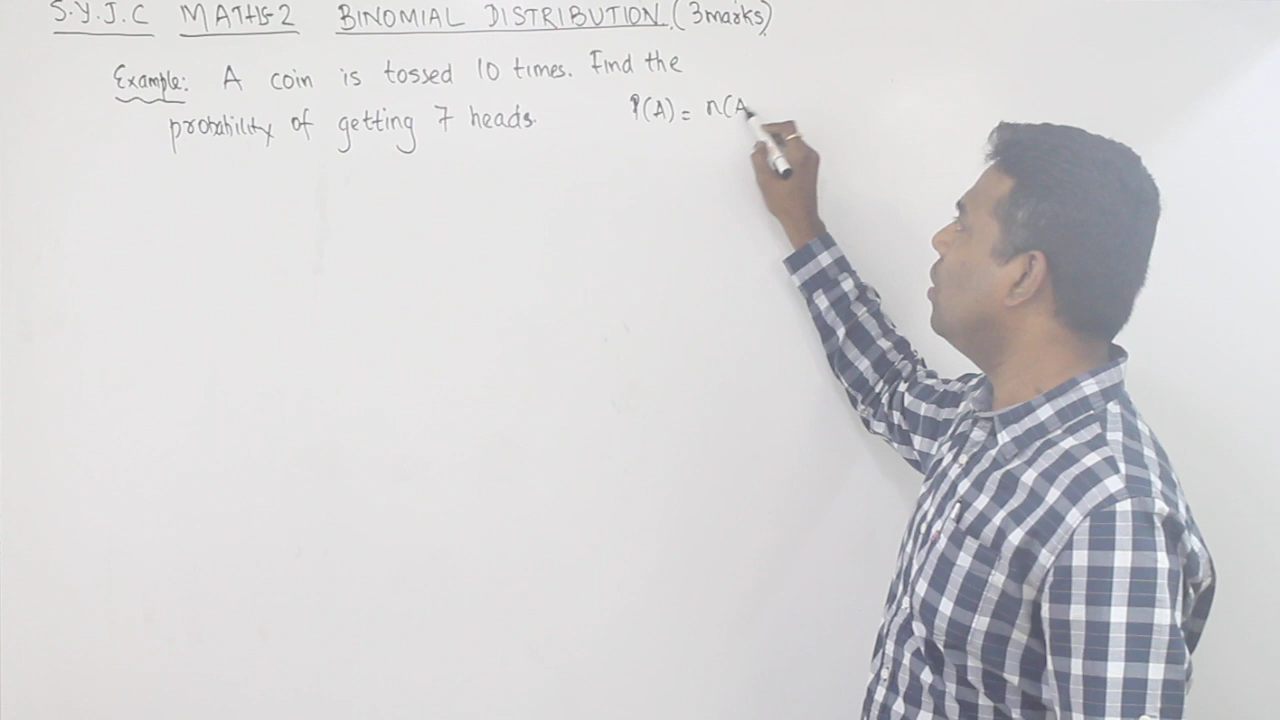 S.Y.J.C MATHS-2 BINOMIAL DISTRIBUTION. (3marks)
Example: A coin is tossed 10 times. Find the
probability of getting 7 heads.
P(A) = n(A